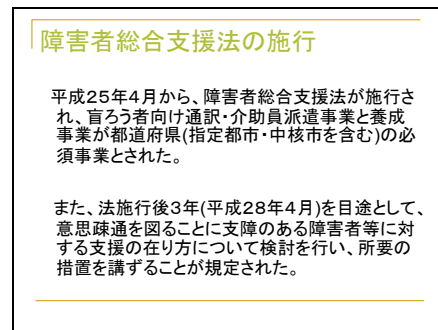 障害者総合支援法の施行
平成２５年４月から、障害者総合支援法が施行さ
れ、盲ろう者向け通訳・介助員派遣事業と養成
事業が都道府県(指定都市・中核市を含む)の必
須事業とされた。
また、法施行後３年(平成２８年４月)を目途として、
意思疎通を図ることに支障のある障害者等に対
する支援の在り方について検討を行い、所要の
措置を講ずることが規定された。